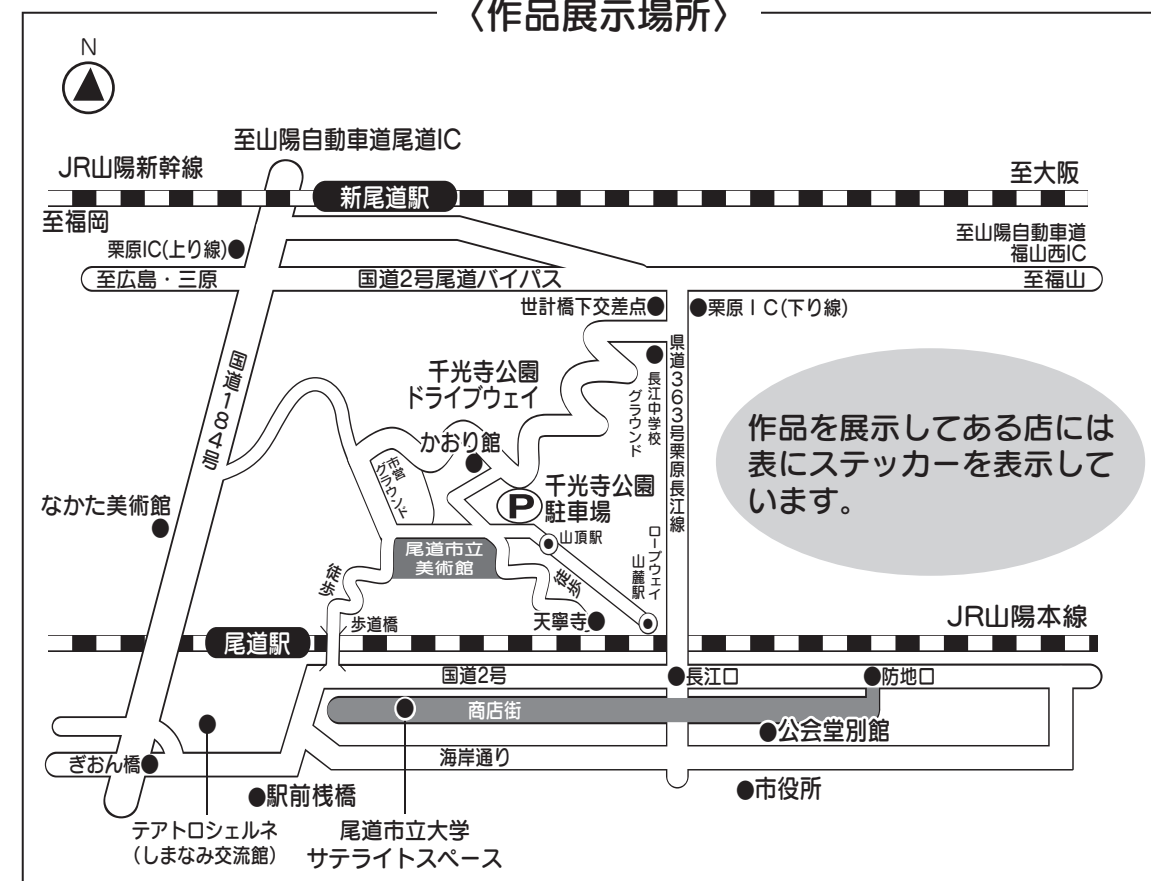 〈作品展示場所〉
N
至山陽自動車道尾道IC
JR山陽新幹線
至大阪
新尾道駅
至福岡
至山陽自動車道
福山西IC
栗原IC(上り線)
至広島・三原
国道2号尾道バイパス
至福山
世計橋下交差点
栗原IC(下り線)
国道184号
県道363号栗原長江線
長江中学校
グラウンド
千光寺公園
ドライブウェイ
作品を展示してある店には
表にステッカーを表示して
います。
かおり館
市営
グラウンド
なかた美術館
P
千光寺公園
駐車場
山頂駅
ロープウェイ
山麓駅
尾道市立
美術館
徒歩
徒歩
歩道橋
天寧寺
JR山陽本線
尾道駅
国道2号
長江口
防地口
商店街
公会堂別館
ぎおん橋
海岸通り
駅前桟橋
市役所
テアトロシェルネ
(しまなみ交流館)
尾道市立大学
サテライトスペース